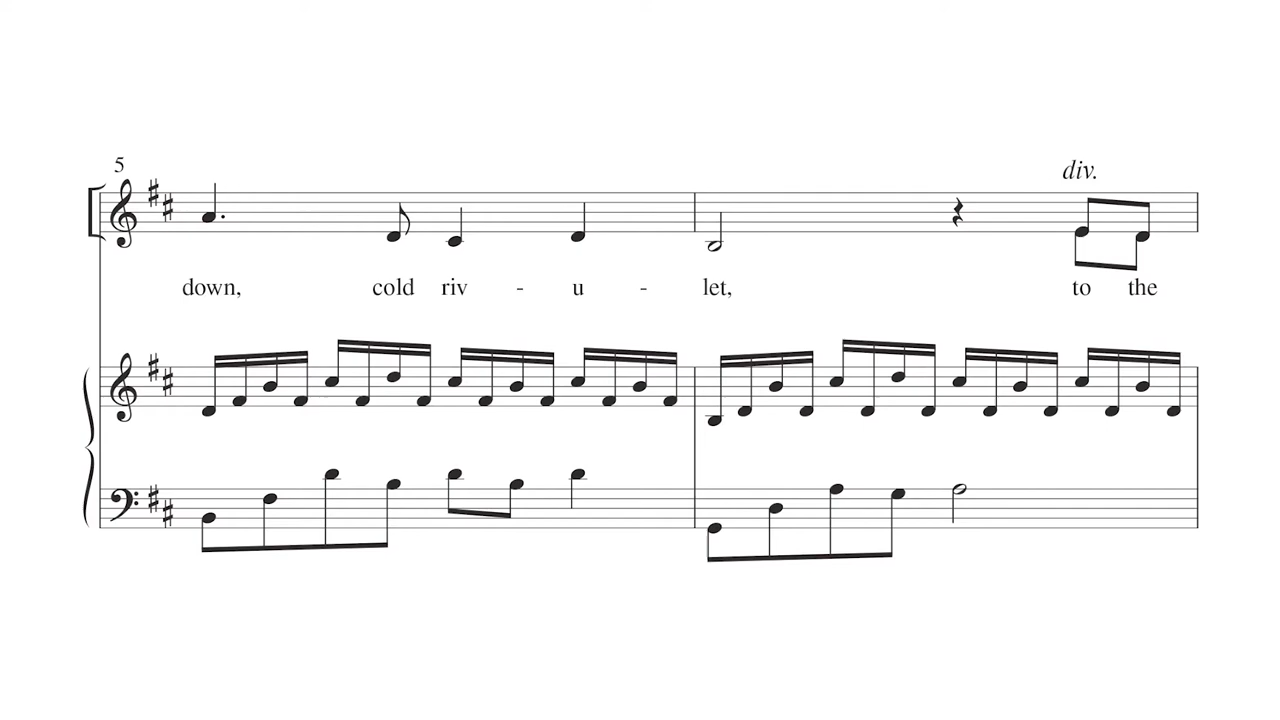 5
div.
down, cold riv - u - let, to the